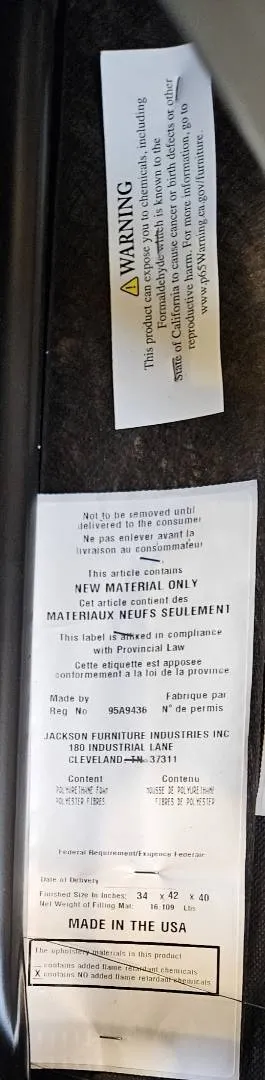 ⚠ WARNING
This product can expose you to chemicals, including
Formaldehyde which is known to the
State of California to cause cancer or birth defects or other
reproductive harm. For more information, go to
www.p65Warning.ca.gov/furniture.
Not to be removed until
delivered to the consumer
Ne pas enlever avant la
livraison au consommateur
This article contains
NEW MATERIAL ONLY
Cet article contient des
MATERIAUX NEUFS SEULEMENT
This label is affixed in compliance
with Provincial Law
Cette etiquette est apposee
conformement a la loi de la province
Made by Fabrique par
Reg No 95A9436 N° de permis
JACKSON FURNITURE INDUSTRIES INC
180 INDUSTRIAL LANE
CLEVELAND TN 37311
Content Contenu
POLYURETHANE FOAM MOUSSE DE POLYURETHANE
POLYESTER FIBRES FIBRES DE POLYESTER
Federal Requirement/Exigence Federale
Date of Delivery
Finished Size In Inches: 34 x 42 x 40
Net Weight of Filling Mat: 16.109 Lbs
MADE IN THE USA
The upholstery materials in this product
contains added flame retardant chemicals
X contains NO added flame retardant chemicals